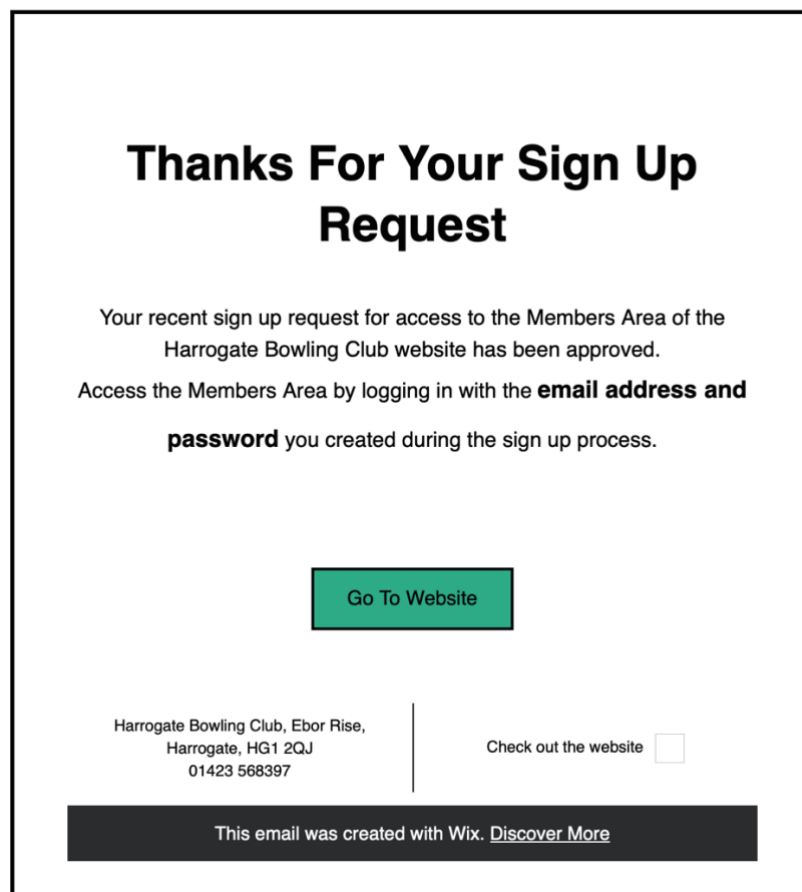 Thanks For Your Sign Up
Request
Your recent sign up request for access to the Members Area of the
Harrogate Bowling Club website has been approved.
Access the Members Area by logging in with the email address and
password you created during the sign up process.
Go To Website
Harrogate Bowling Club, Ebor Rise,
Harrogate, HG1 2QJ
01423 568397
Check out the website
This email was created with Wix. Discover More